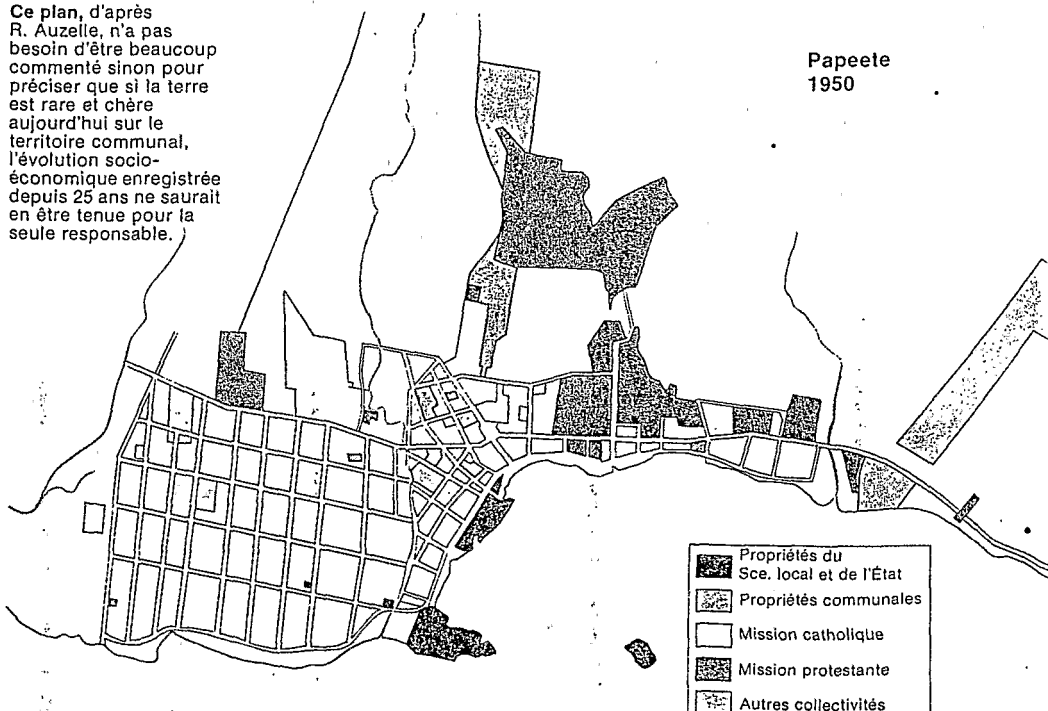 Ce plan, d'après
R. Auzelle, n'a pas
besoin d'être beaucoup
commenté sinon pour
préciser que si la terre
est rare et chère
aujourd'hui sur le
territoire communal,
l'évolution socio-
économique enregistrée
depuis 25 ans ne saurait
en être tenue pour la
seule responsable.
Papeete
1950
Propriétés du
Sce. local et de l'État
Propriétés communales
Mission catholique
Mission protestante
Autres collectivités